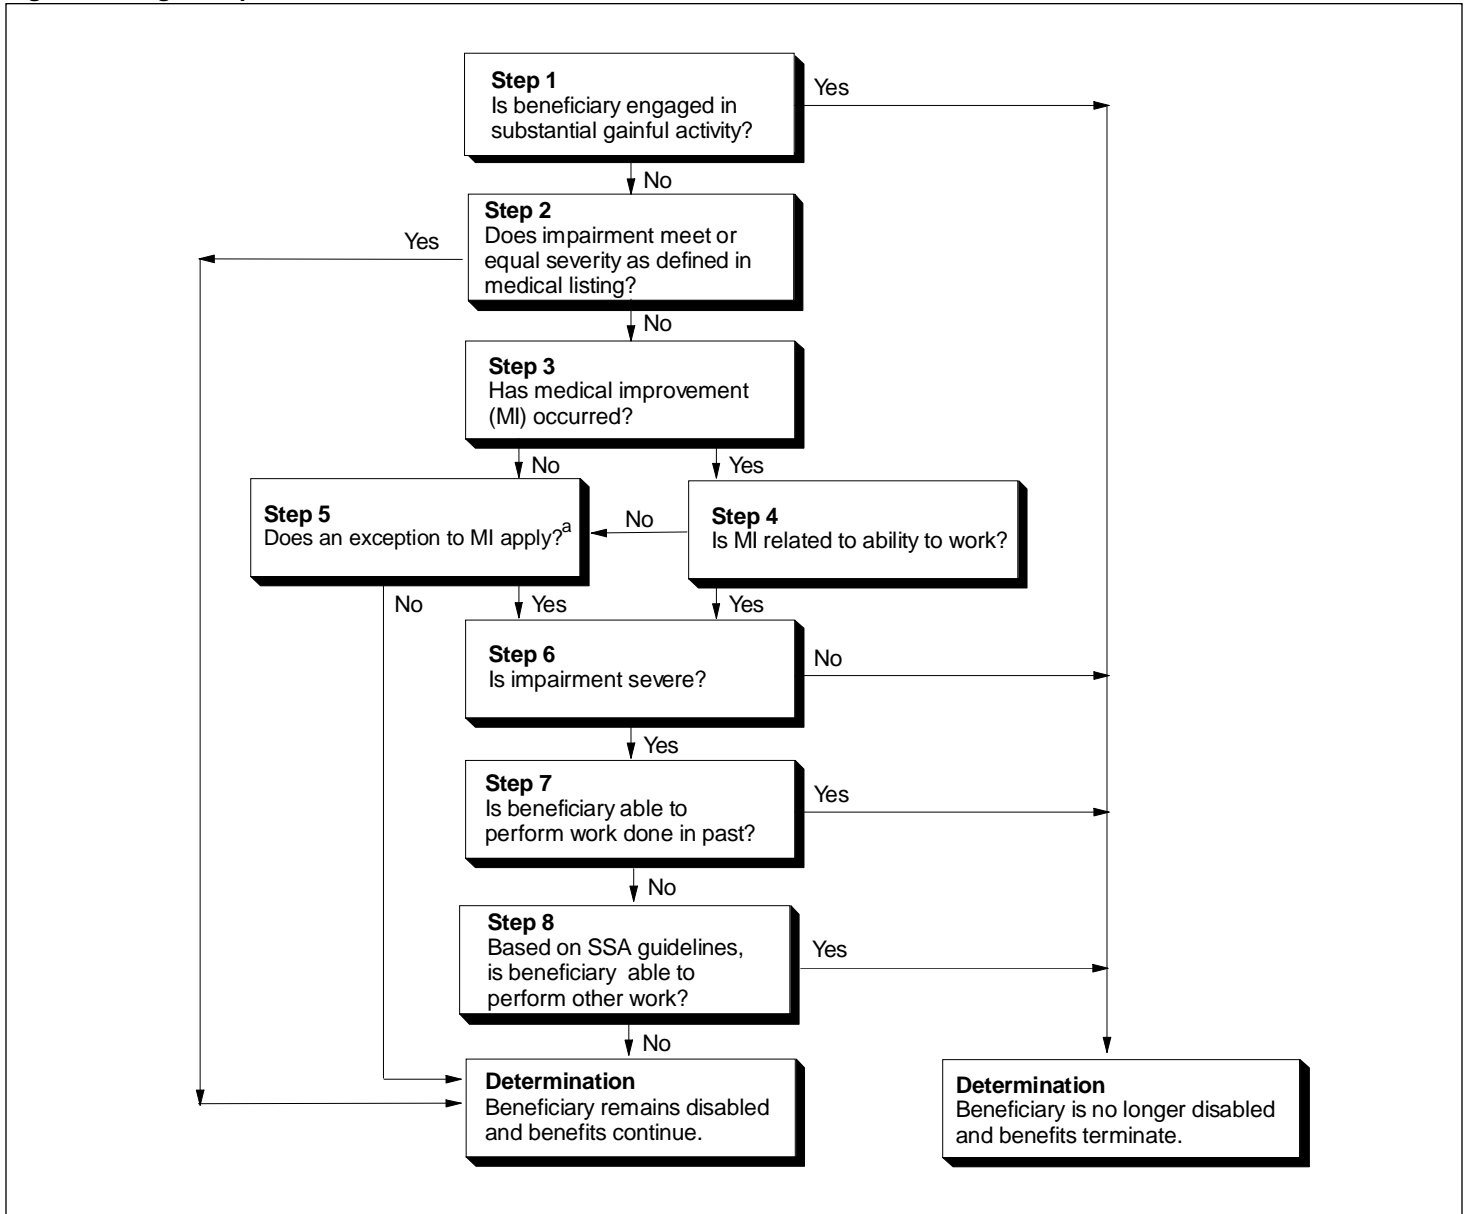 Step 1
Is beneficiary engaged in
substantial gainful activity?
Yes
No
Step 2
Does impairment meet or
equal severity as defined in
medical listing?
Yes
No
Step 3
Has medical improvement
(MI) occurred?
No
Yes
Step 5
Does an exception to MI apply?a
No
Step 4
Is MI related to ability to work?
No
Yes
Yes
Step 6
Is impairment severe?
No
Yes
Step 7
Is beneficiary able to
perform work done in past?
Yes
No
Step 8
Based on SSA guidelines,
is beneficiary able to
perform other work?
Yes
No
Determination
Beneficiary remains disabled
and benefits continue.
Determination
Beneficiary is no longer disabled
and benefits terminate.